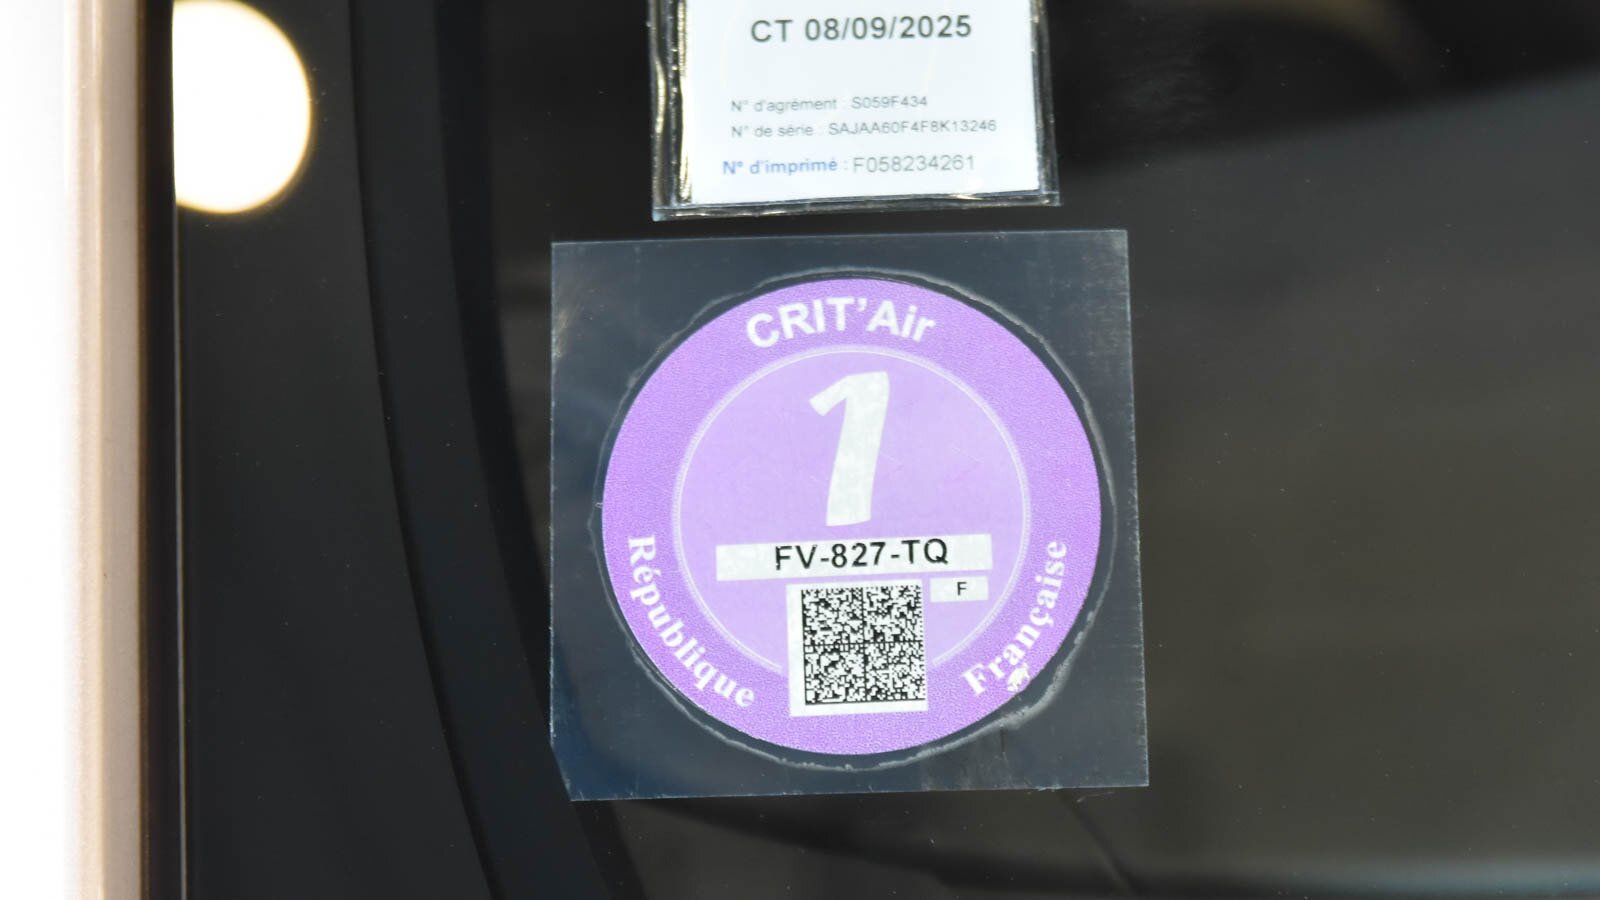 CT 08/09/2025
N° d'agrément : S059F434
N° de série : SAJAA60F4F8K13246
N° d'imprimé : F058234261
CRIT'Air
1
FV-827-TQ
F
République Française